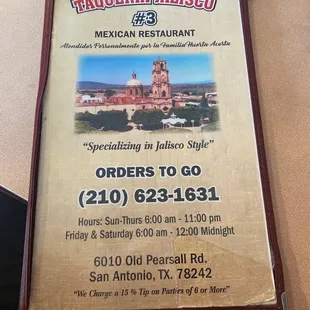 TAQUERIA JALISCO
#3
MEXICAN RESTAURANT
Atendidos Personalmente por la Familia Huerta Acosta
"Specializing in Jalisco Style"
ORDERS TO GO
(210) 623-1631
Hours: Sun-Thurs 6:00 am - 11:00 pm
Friday & Saturday 6:00 am - 12:00 Midnight
6010 Old Pearsall Rd.
San Antonio, TX. 78242
"We Charge a 15 % Tip on Parties of 6 or More"